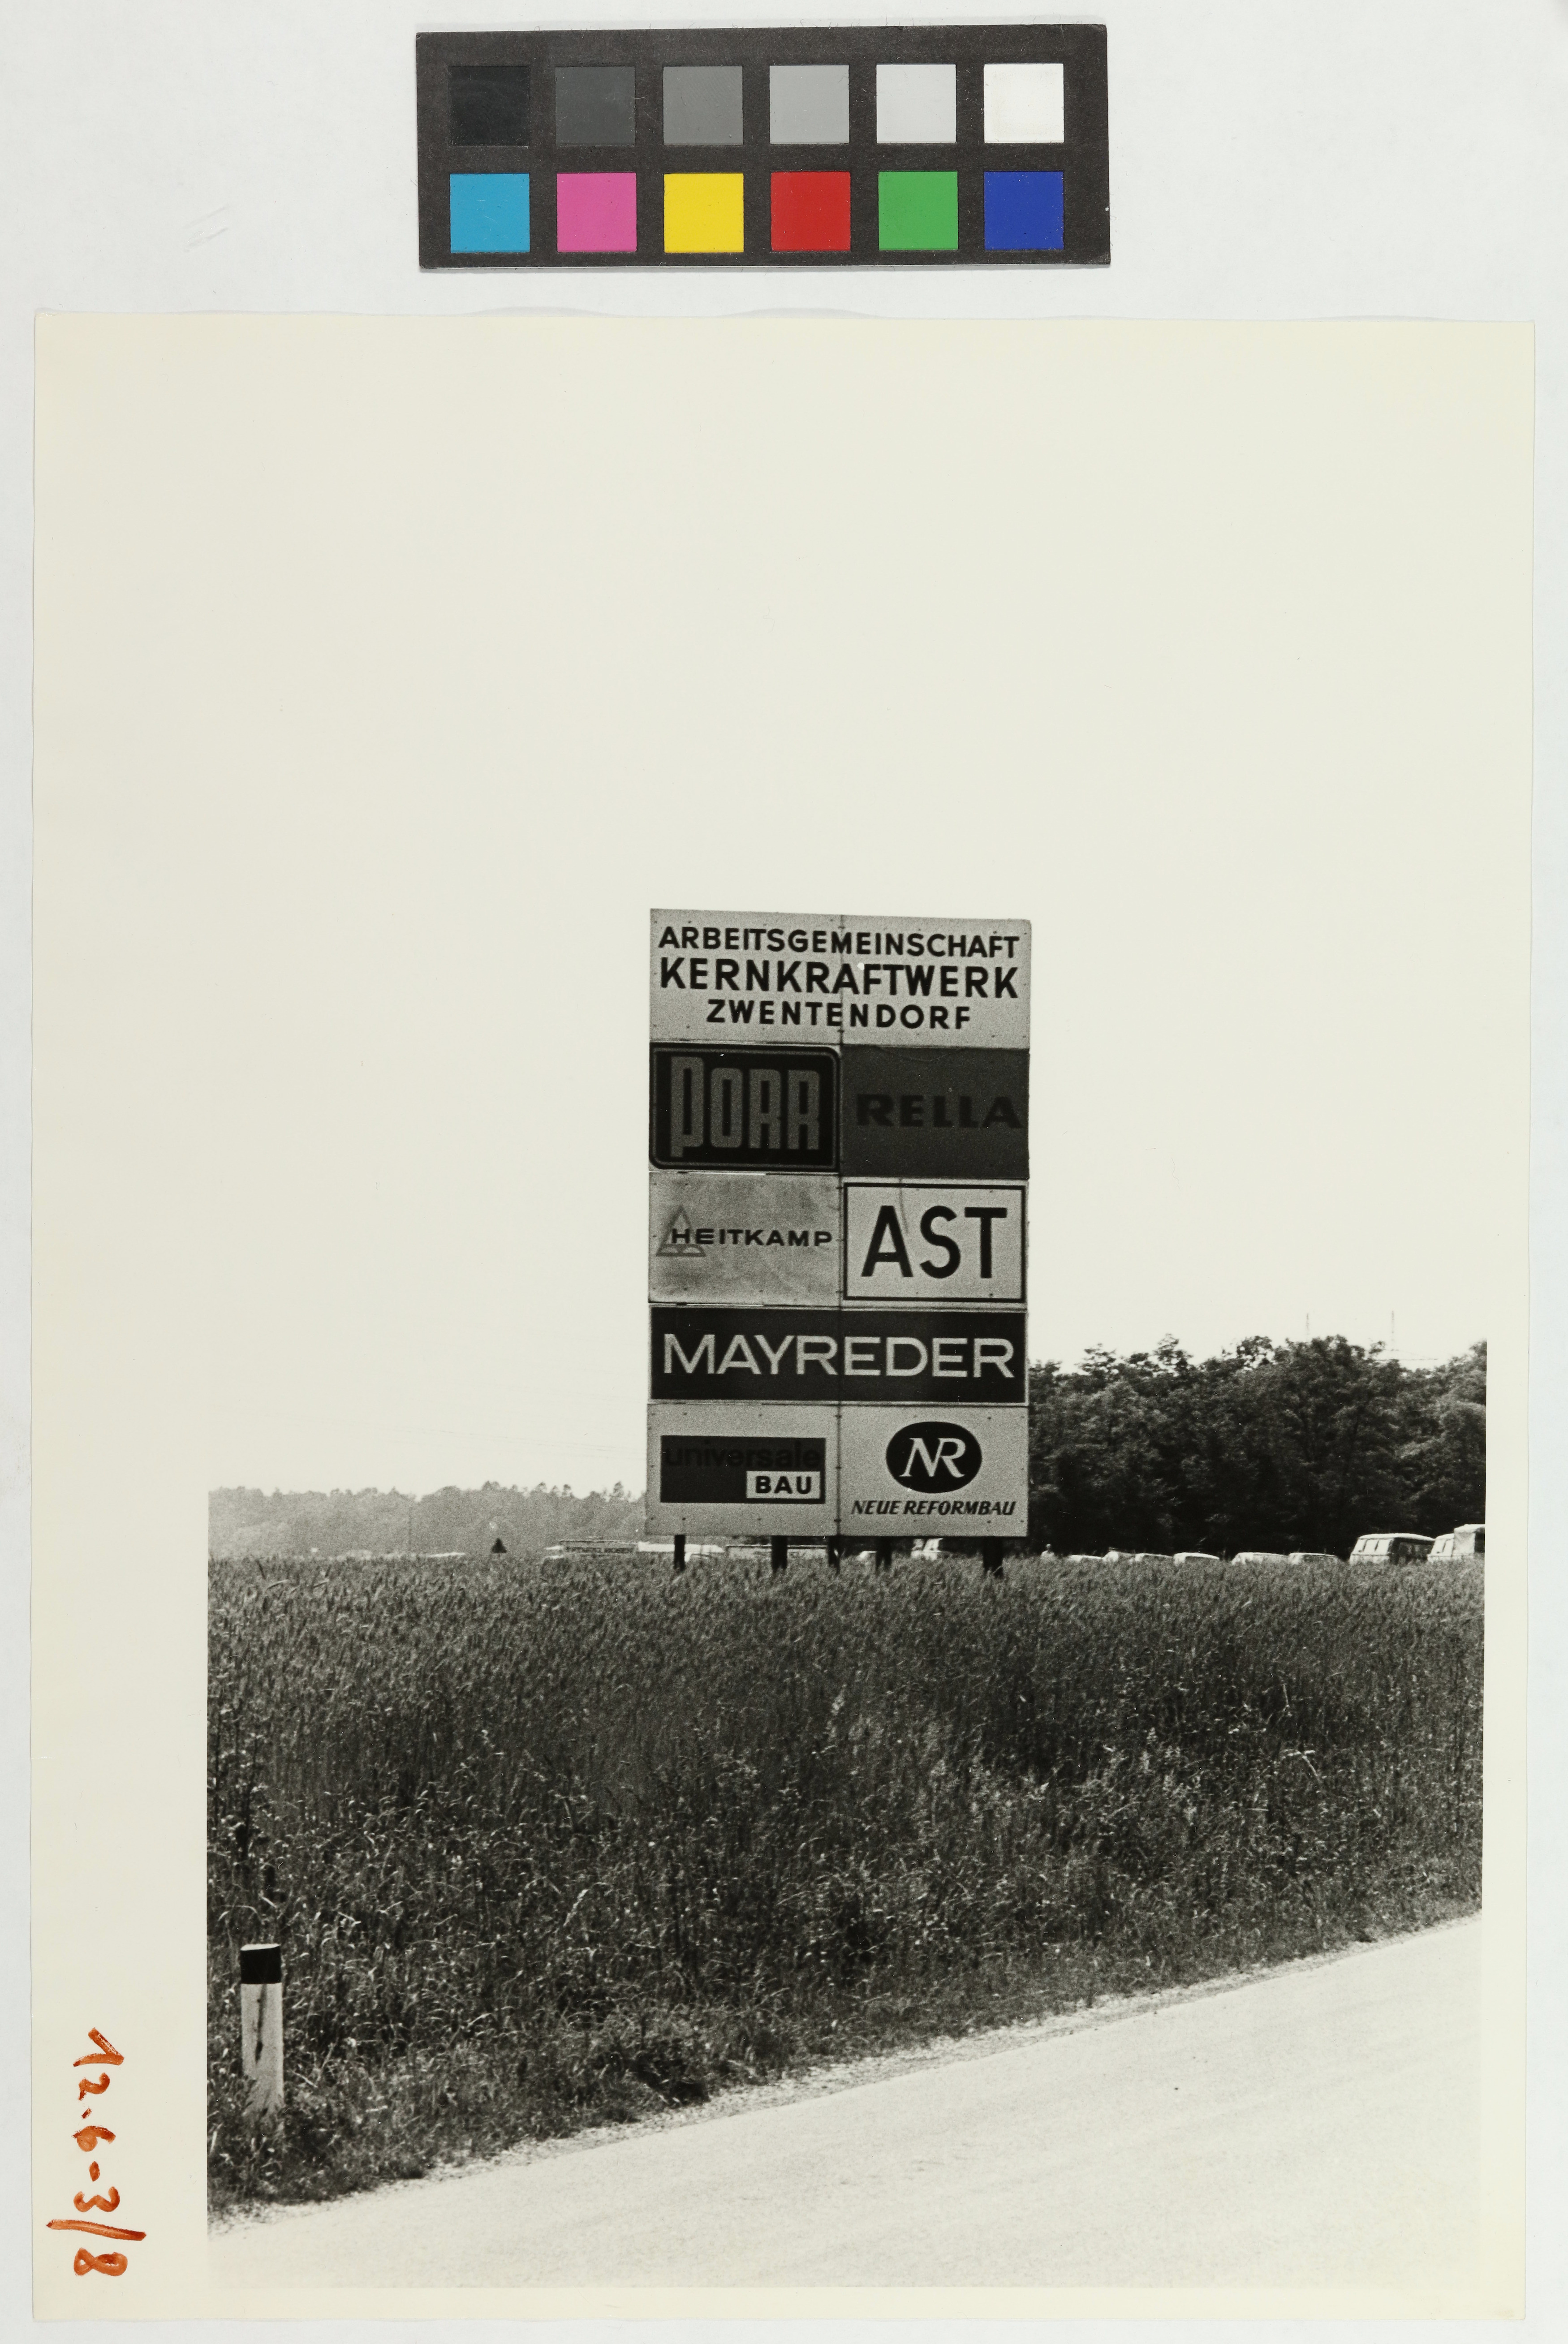 ARBEITSGEMEINSCHAFT
KERNKRAFTWERK
ZWENTENDORF
PORR
RELLA
HEITKAMP
AST
MAYREDER
universale
BAU
NR
NEUE REFORMBAU
12.6-3/8